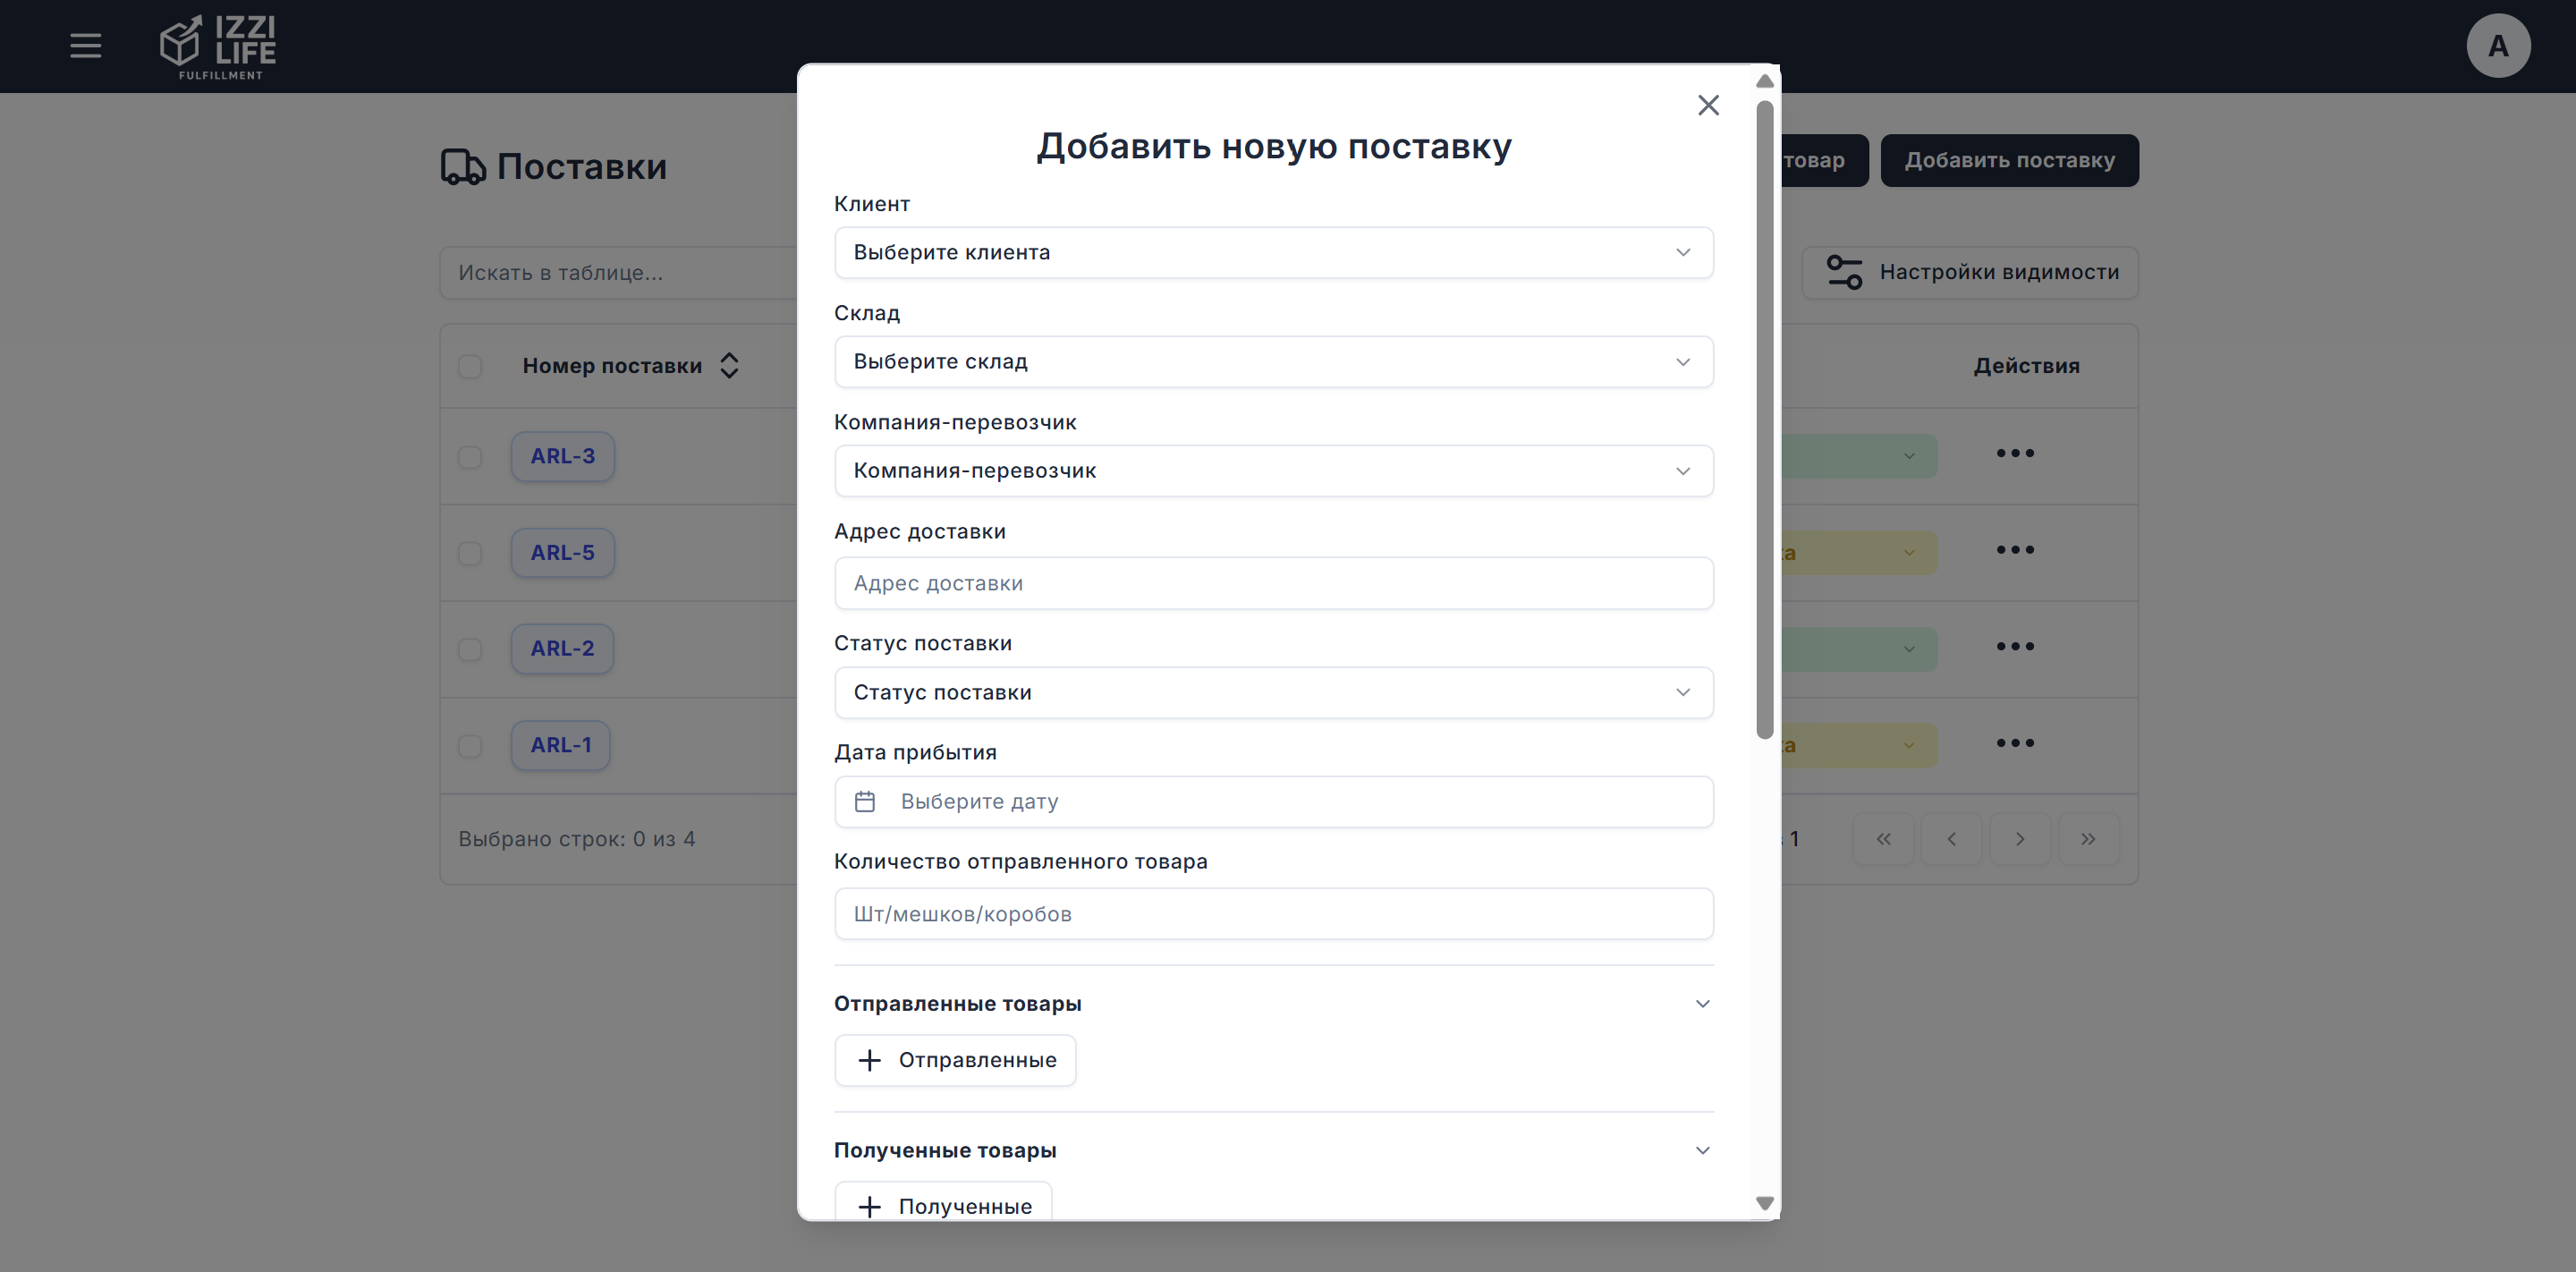 IZZI
LIFE
FULFILLMENT
A
Поставки
товар
Добавить поставку
Искать в таблице...
Настройки видимости
Номер поставки
Действия
ARL-3
ARL-5
ARL-2
ARL-1
Выбрано строк: 0 из 4
1
Добавить новую поставку
Клиент
Выберите клиента
Склад
Выберите склад
Компания-перевозчик
Компания-перевозчик
Адрес доставки
Адрес доставки
Статус поставки
Статус поставки
Дата прибытия
Выберите дату
Количество отправленного товара
Шт/мешков/коробов
Отправленные товары
Отправленные
Полученные товары
Полученные